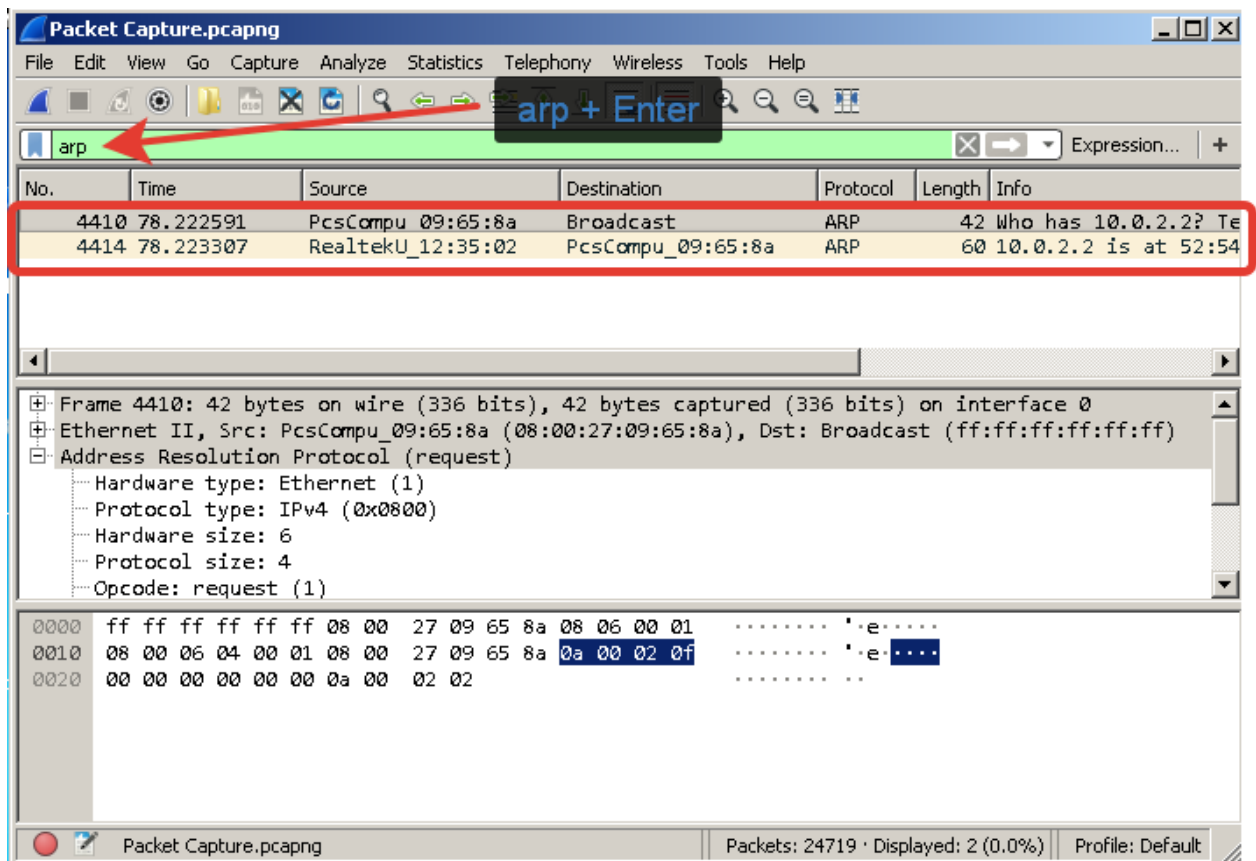 Packet Capture.pcapng
File Edit View Go Capture Analyze Statistics Telephony Wireless Tools Help
arp + Enter
arp Expression... +
No. Time Source Destination Protocol Length Info
4410 78.222591 PcsCompu_09:65:8a Broadcast ARP 42 Who has 10.0.2.2? Te
4414 78.223307 RealtekU_12:35:02 PcsCompu_09:65:8a ARP 60 10.0.2.2 is at 52:54
Frame 4410: 42 bytes on wire (336 bits), 42 bytes captured (336 bits) on interface 0
Ethernet II, Src: PcsCompu_09:65:8a (08:00:27:09:65:8a), Dst: Broadcast (ff:ff:ff:ff:ff:ff)
Address Resolution Protocol (request)
Hardware type: Ethernet (1)
Protocol type: IPv4 (0x0800)
Hardware size: 6
Protocol size: 4
Opcode: request (1)
0000 ff ff ff ff ff ff 08 00 27 09 65 8a 08 06 00 01 ········ '·e·····
0010 08 00 06 04 00 01 08 00 27 09 65 8a 0a 00 02 0f ········ '·e·····
0020 00 00 00 00 00 00 0a 00 02 02 ········ ··
Packet Capture.pcapng Packets: 24719 · Displayed: 2 (0.0%) Profile: Default